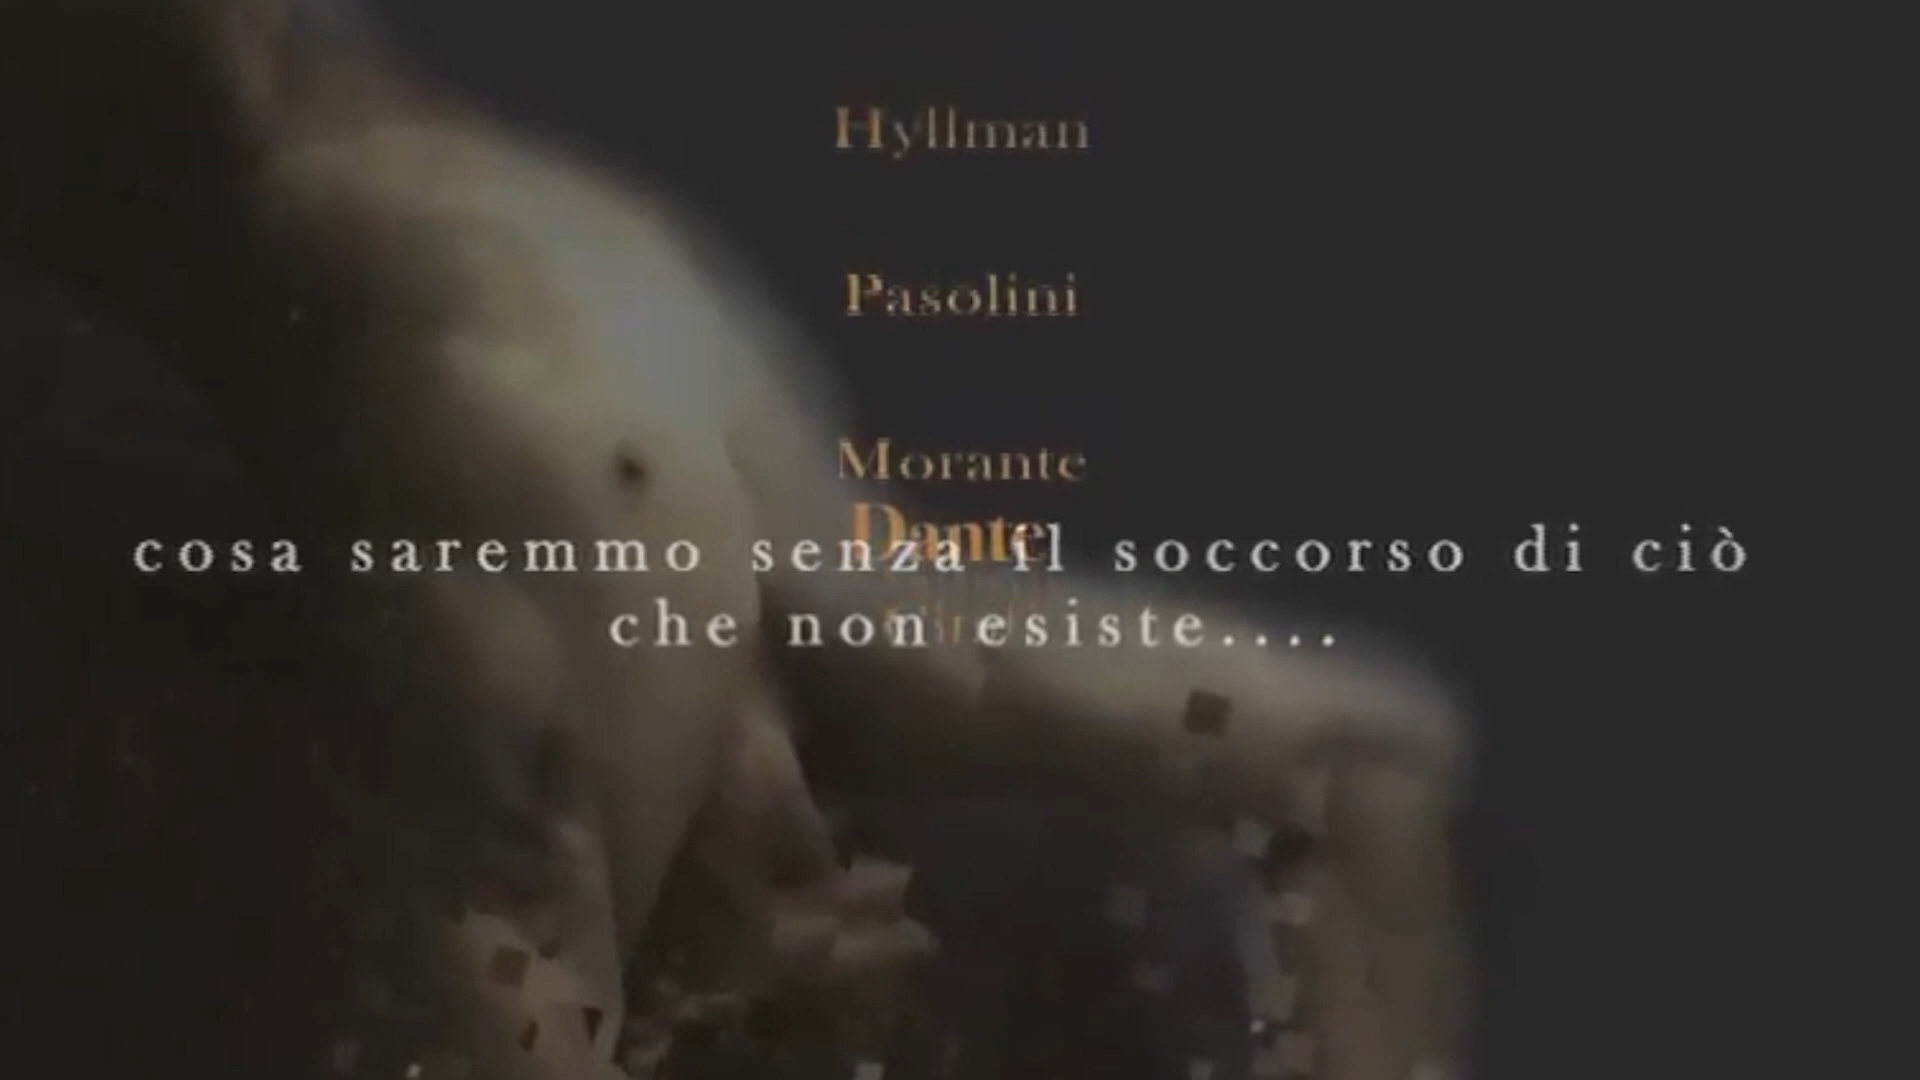 Hyllman
Pasolini
Morante
Dante
cosa saremmo senza il soccorso di ciò
che non esiste....